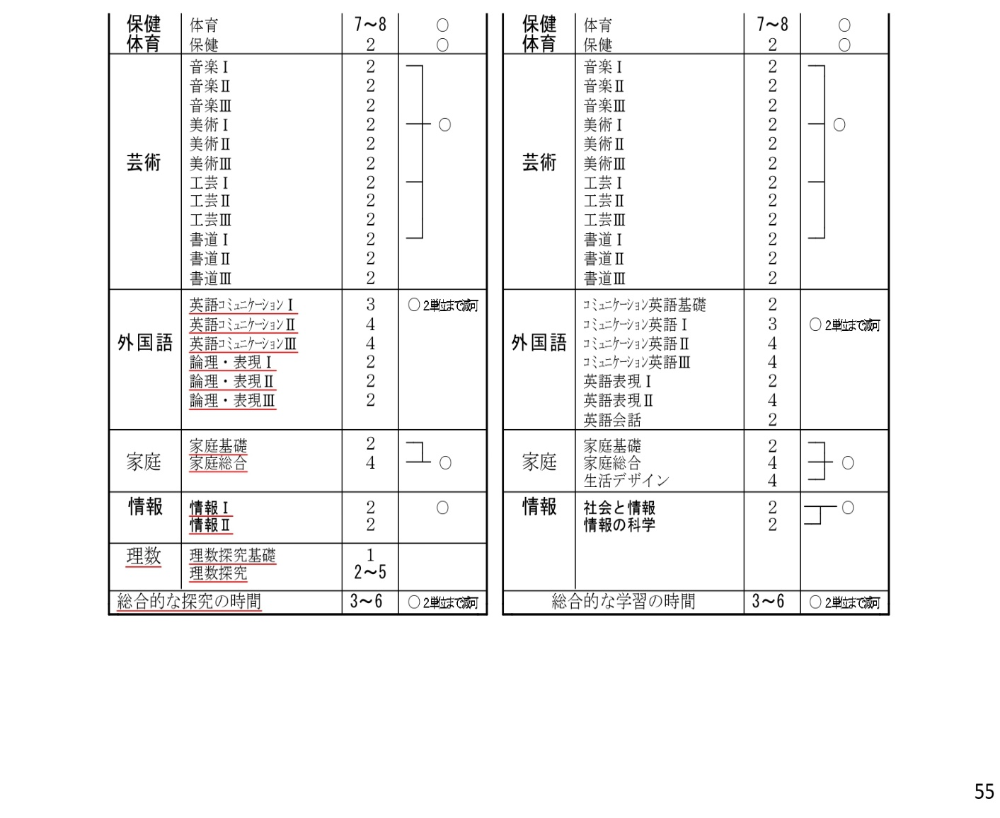 保健 体育 7～8 ○
体育 保健 2 ○
音楽Ⅰ 2
音楽Ⅱ 2
音楽Ⅲ 2
美術Ⅰ 2 ○
美術Ⅱ 2
芸術 美術Ⅲ 2
工芸Ⅰ 2
工芸Ⅱ 2
工芸Ⅲ 2
書道Ⅰ 2
書道Ⅱ 2
書道Ⅲ 2
英語コミュニケーションⅠ 3 ○2単位まで減可
英語コミュニケーションⅡ 4
外国語 英語コミュニケーションⅢ 4
論理・表現Ⅰ 2
論理・表現Ⅱ 2
論理・表現Ⅲ 2
家庭基礎 2
家庭 家庭総合 4 ○
情報 情報Ⅰ 2 ○
情報Ⅱ 2
理数 理数探究基礎 1
理数探究 2～5
総合的な探究の時間 3～6 ○2単位まで減可
保健 体育 7～8 ○
体育 保健 2 ○
音楽Ⅰ 2
音楽Ⅱ 2
音楽Ⅲ 2
美術Ⅰ 2 ○
美術Ⅱ 2
芸術 美術Ⅲ 2
工芸Ⅰ 2
工芸Ⅱ 2
工芸Ⅲ 2
書道Ⅰ 2
書道Ⅱ 2
書道Ⅲ 2
コミュニケーション英語基礎 2
コミュニケーション英語Ⅰ 3 ○2単位まで減可
外国語 コミュニケーション英語Ⅱ 4
コミュニケーション英語Ⅲ 4
英語表現Ⅰ 2
英語表現Ⅱ 4
英語会話 2
家庭基礎 2
家庭 家庭総合 4 ○
生活デザイン 4
情報 社会と情報 2 ○
情報の科学 2
総合的な学習の時間 3～6 ○2単位まで減可
55